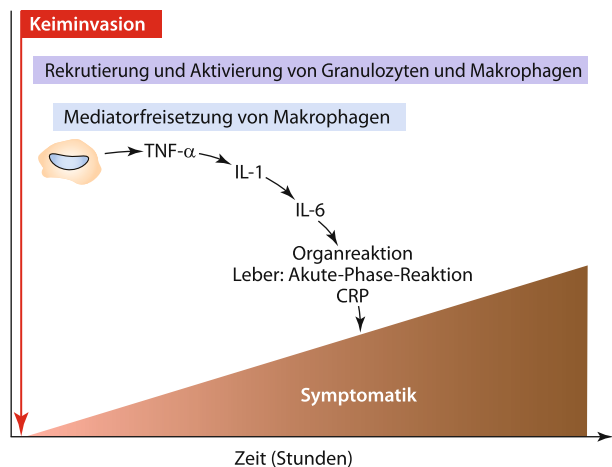 Keiminvasion
Rekrutierung und Aktivierung von Granulozyten und Makrophagen
Mediatorfreisetzung von Makrophagen
TNF-α
IL-1
IL-6
Organreaktion
Leber: Akute-Phase-Reaktion
CRP
Symptomatik
Zeit (Stunden)